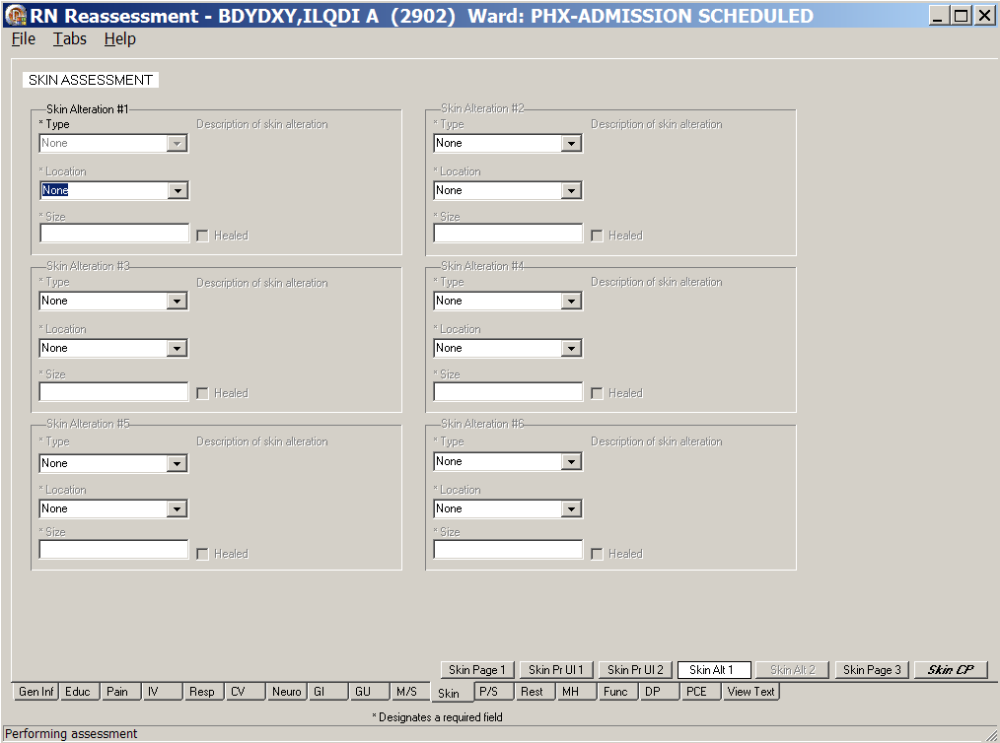 RN Reassessment - BDYDXY,ILQDI A (2902) Ward: PHX-ADMISSION SCHEDULED
File Tabs Help
SKIN ASSESSMENT
Skin Alteration #1
* Type Description of skin alteration
None
* Location
None
* Size
Healed
Skin Alteration #2
* Type Description of skin alteration
None
* Location
None
* Size
Healed
Skin Alteration #3
* Type Description of skin alteration
None
* Location
None
* Size
Healed
Skin Alteration #4
* Type Description of skin alteration
None
* Location
None
* Size
Healed
Skin Alteration #5
* Type Description of skin alteration
None
* Location
None
* Size
Healed
Skin Alteration #6
* Type Description of skin alteration
None
* Location
None
* Size
Healed
Skin Page 1 Skin Pr Ul 1 Skin Pr Ul 2 Skin Alt 1 Skin Alt 2 Skin Page 3 Skin CP
Gen Inf Educ Pain IV Resp CV Neuro GI GU M/S Skin P/S Rest MH Func DP PCE View Text
* Designates a required field
Performing assessment